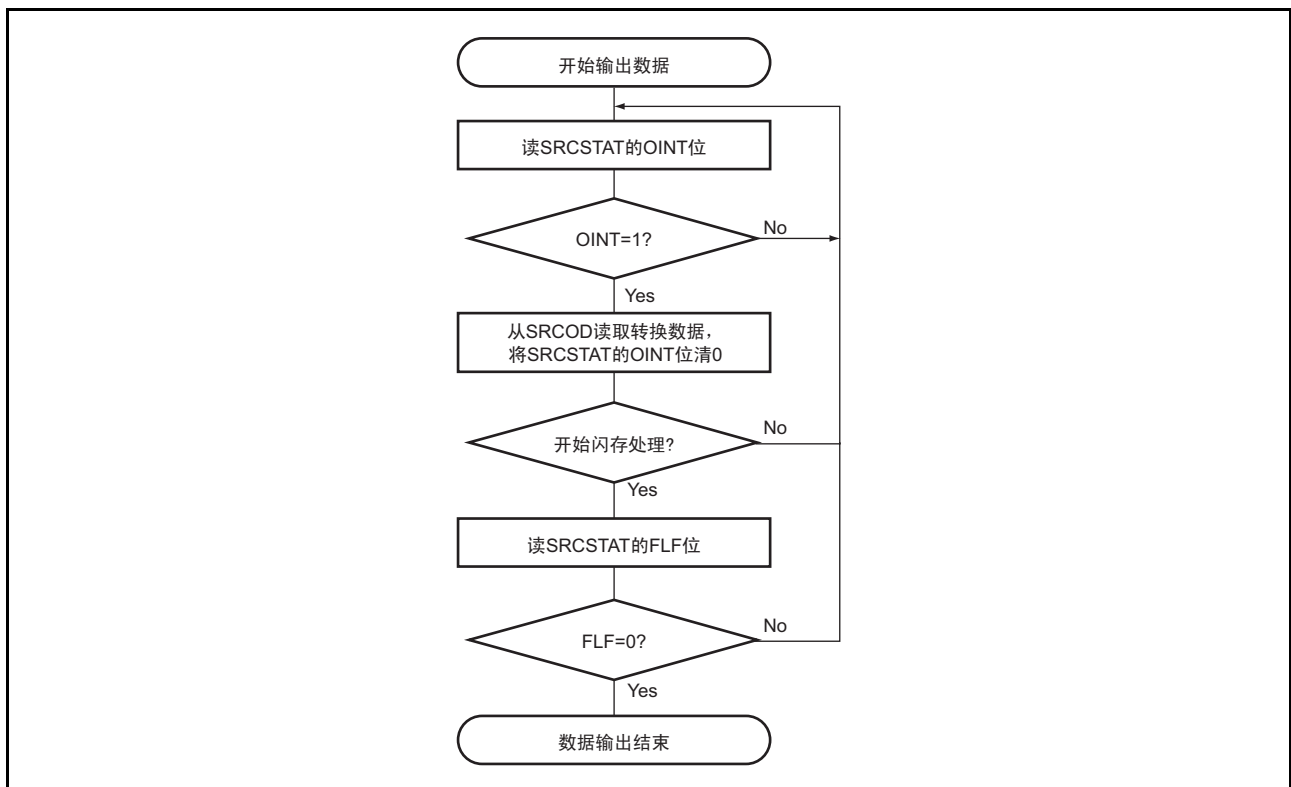 开始输出数据
读SRCSTAT的OINT位
OINT=1?
No
Yes
从SRCOD读取转换数据，
将SRCSTAT的OINT位清0
开始闪存处理?
No
Yes
读SRCSTAT的FLF位
FLF=0?
No
Yes
数据输出结束